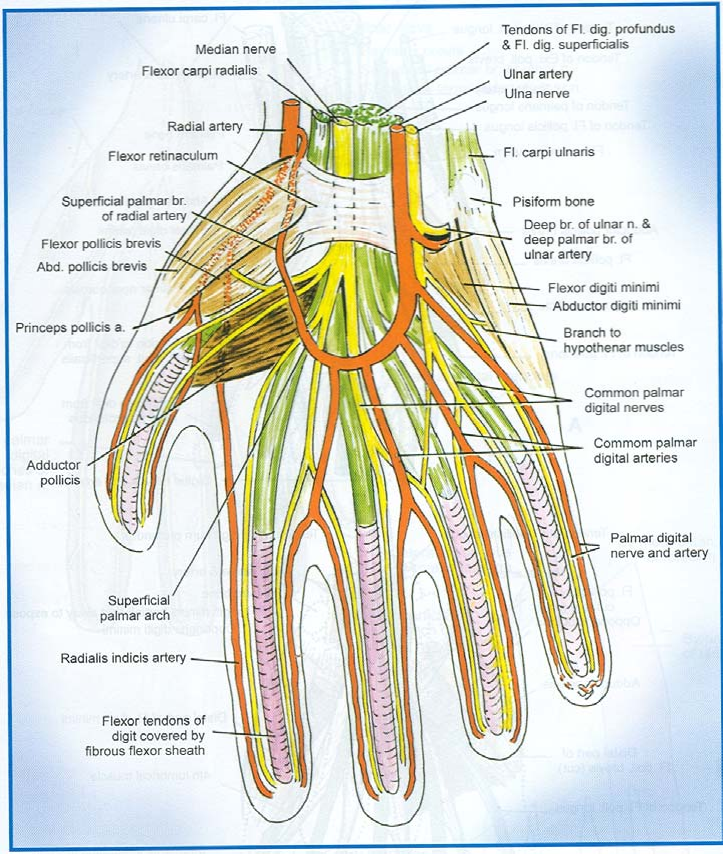 Median nerve
Flexor carpi radialis
Radial artery
Flexor retinaculum
Superficial palmar br.
of radial artery
Flexor pollicis brevis
Abd. pollicis brevis
Princeps pollicis a.
Adductor
pollicis
Superficial
palmar arch
Radialis indicis artery
Flexor tendons of
digit covered by
fibrous flexor sheath
Tendons of Fl. dig. profundus
& Fl. dig. superficialis
Ulnar artery
Ulna nerve
Fl. carpi ulnaris
Pisiform bone
Deep br. of ulnar n. &
deep palmar br. of
ulnar artery
Flexor digiti minimi
Abductor digiti minimi
Branch to
hypothenar muscles
Common palmar
digital nerves
Commom palmar
digital arteries
Palmar digital
nerve and artery